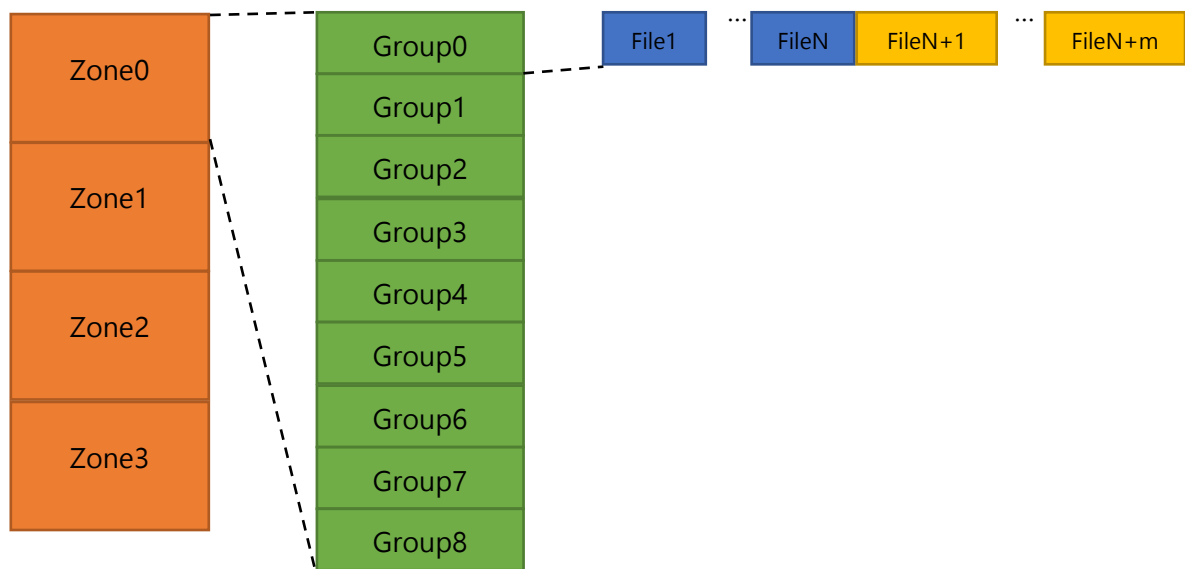 Zone0
Zone1
Zone2
Zone3
Group0
Group1
Group2
Group3
Group4
Group5
Group6
Group7
Group8
File1 ... FileN FileN+1 ... FileN+m